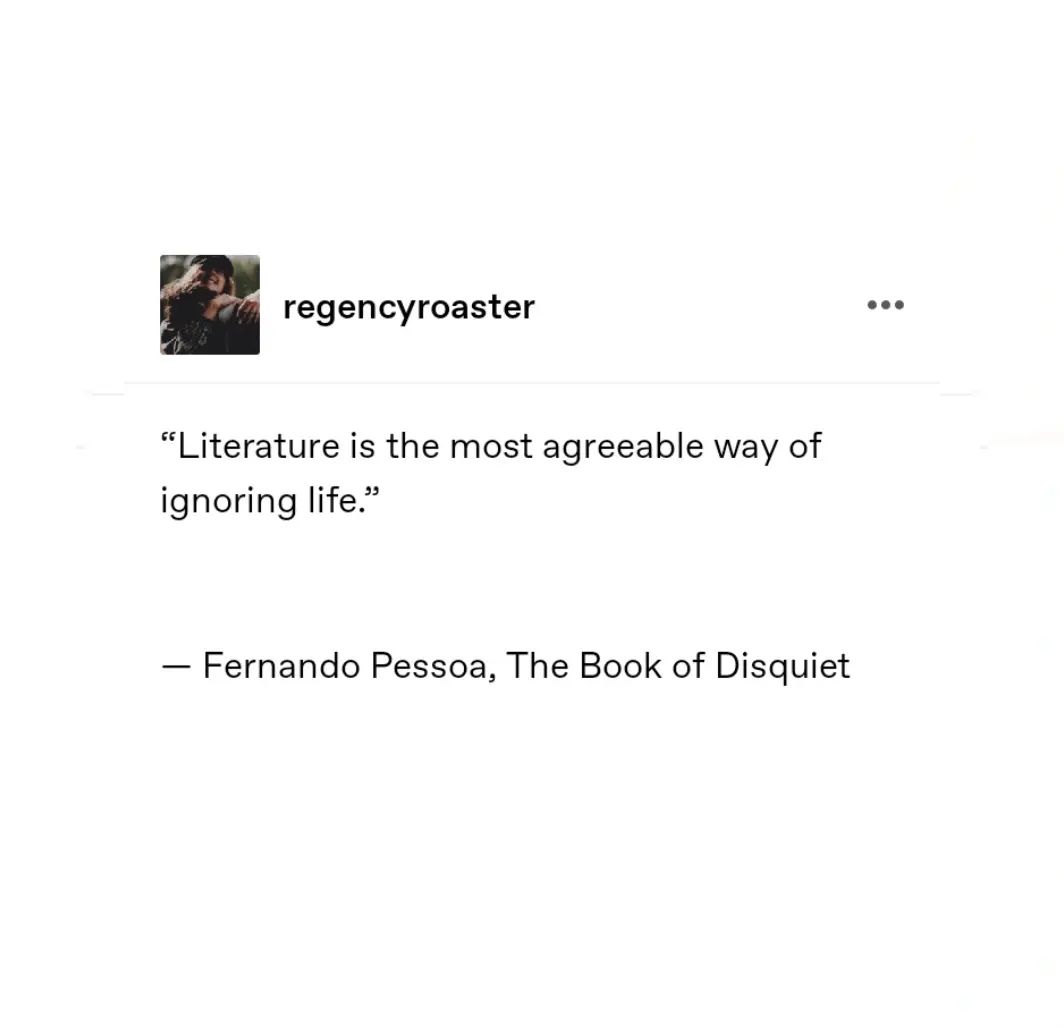 regencyroaster
“Literature is the most agreeable way of
ignoring life.”
— Fernando Pessoa, The Book of Disquiet